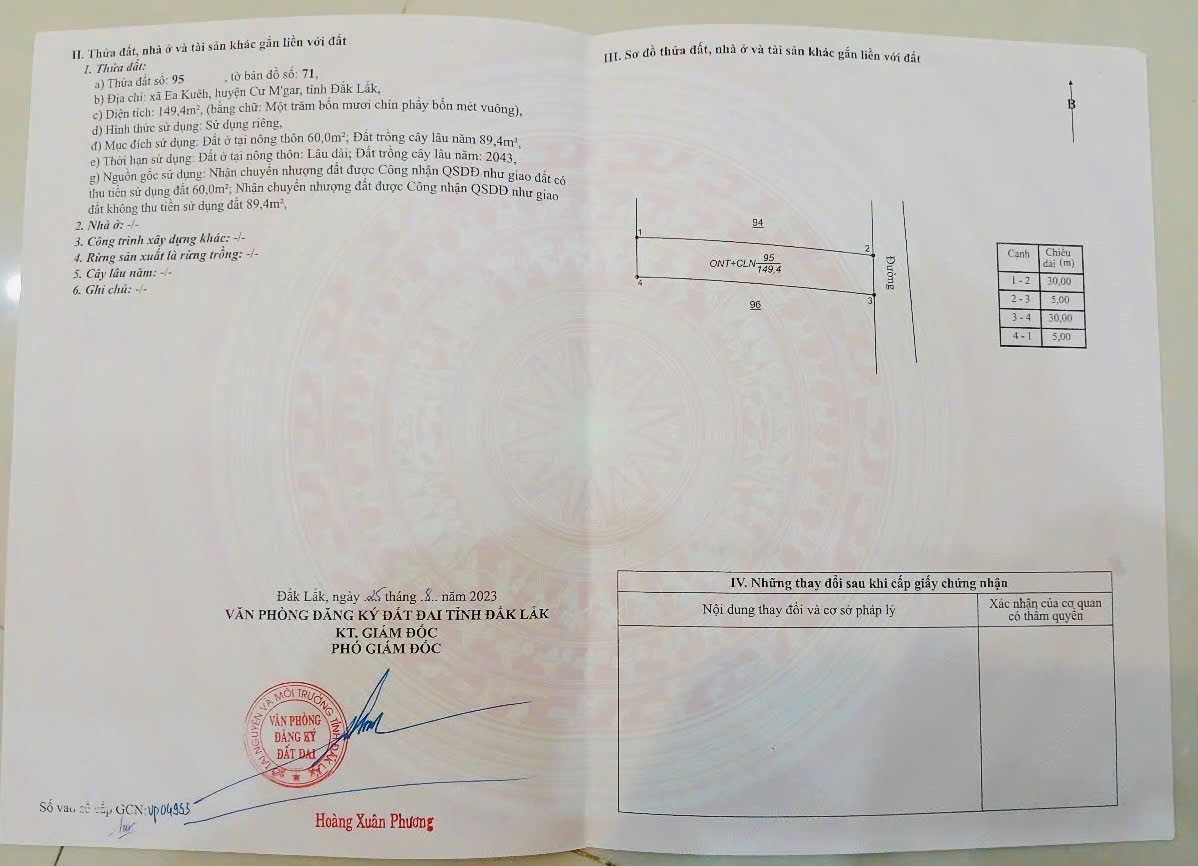 II. Thửa đất, nhà ở và tài sản khác gắn liền với đất
1. Thửa đất:
a) Thửa đất số: 95 , tờ bản đồ số: 71,
b) Địa chỉ: xã Ea Kuêh, huyện Cư M'gar, tỉnh Đắk Lắk,
c) Diện tích: 149,4m², (bằng chữ: Một trăm bốn mươi chín phẩy bốn mét vuông),
d) Hình thức sử dụng: Sử dụng riêng,
đ) Mục đích sử dụng: Đất ở tại nông thôn 60,0m²; Đất trồng cây lâu năm 89,4m²,
e) Thời hạn sử dụng: Đất ở tại nông thôn: Lâu dài; Đất trồng cây lâu năm: 2043,
g) Nguồn gốc sử dụng: Nhận chuyển nhượng đất được Công nhận QSDĐ như giao đất có
thu tiền sử dụng đất 60,0m²; Nhận chuyển nhượng đất được Công nhận QSDĐ như giao
đất không thu tiền sử dụng đất 89,4m²,
2. Nhà ở: -/-
3. Công trình xây dựng khác: -/-
4. Rừng sản xuất là rừng trồng: -/-
5. Cây lâu năm: -/-
6. Ghi chú: -/-
Đắk Lắk, ngày 25 tháng 8 năm 2023
VĂN PHÒNG ĐĂNG KÝ ĐẤT ĐAI TỈNH ĐẮK LẮK
KT. GIÁM ĐỐC
PHÓ GIÁM ĐỐC
SỞ TÀI NGUYÊN VÀ MÔI TRƯỜNG TỈNH ĐẮK LẮK
VĂN PHÒNG
ĐĂNG KÝ
ĐẤT ĐAI
Số vào sổ cấp GCN: VP04953
Hoàng Xuân Phương
III. Sơ đồ thửa đất, nhà ở và tài sản khác gắn liền với đất
B
94
1
2
ONT+CLN 95
149,4
Đường
4
3
96
Cạnh Chiều dài (m)
1 - 2 30,00
2 - 3 5,00
3 - 4 30,00
4 - 1 5,00
IV. Những thay đổi sau khi cấp giấy chứng nhận
Nội dung thay đổi và cơ sở pháp lý
Xác nhận của cơ quan
có thẩm quyền